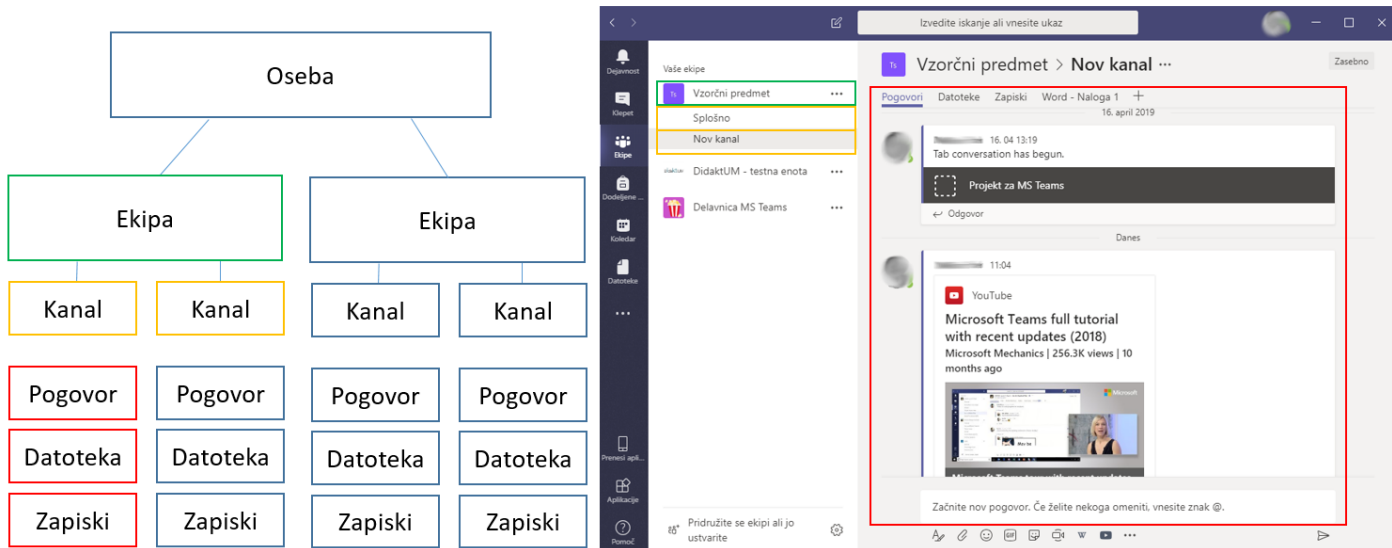 Oseba
Ekipa
Ekipa
Kanal
Kanal
Kanal
Kanal
Pogovor
Pogovor
Pogovor
Pogovor
Datoteka
Datoteka
Datoteka
Datoteka
Zapiski
Zapiski
Zapiski
Zapiski
Izvedite iskanje ali vnesite ukaz
Dejavnost
Klepet
Ekipe
Dodeljene ...
Koledar
Datoteke
Prenesi apli...
Aplikacije
Pomoč
Vaše ekipe
Ts Vzorčni predmet
Splošno
Nov kanal
DidaktUM - testna enota
Delavnica MS Teams
Pridružite se ekipi ali jo
ustvarite
Ts Vzorčni predmet > Nov kanal ...
Zasebno
Pogovori Datoteke Zapiski Word - Naloga 1 +
16. april 2019
16. 04 13:19
Tab conversation has begun.
Projekt za MS Teams
Odgovor
Danes
11:04
YouTube
Microsoft Teams full tutorial
with recent updates (2018)
Microsoft Mechanics | 256.3K views | 10
months ago
Microsoft
Začnite nov pogovor. Če želite nekoga omeniti, vnesite znak @.
GIF